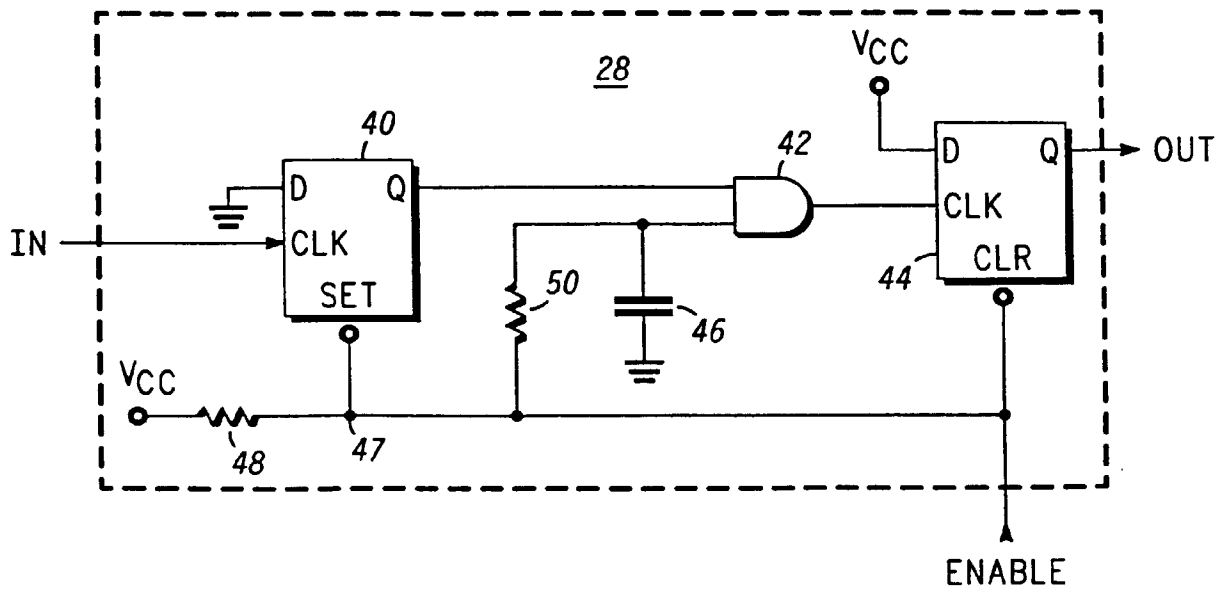 28
VCC
40
42
D Q
D Q
OUT
IN
CLK
CLK
SET
50
46
44
CLR
VCC
48
47
ENABLE